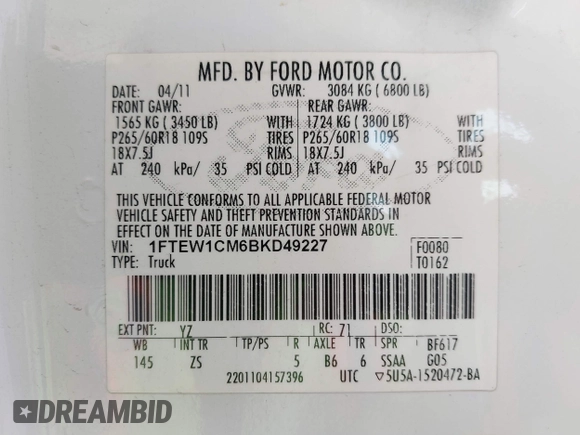 MFD. BY FORD MOTOR CO.
DATE: 04/11 GVWR: 3084 KG ( 6800 LB)
FRONT GAWR: REAR GAWR:
1565 KG ( 3450 LB) WITH 1724 KG ( 3800 LB) WITH
P265/60R18 109S TIRES P265/60R18 109S TIRES
18X7.5J RIMS 18X7.5J RIMS
AT 240 kPa/ 35 PSI COLD AT 240 kPa/ 35 PSI COLD
THIS VEHICLE CONFORMS TO ALL APPLICABLE FEDERAL MOTOR
VEHICLE SAFETY AND THEFT PREVENTION STANDARDS IN
EFFECT ON THE DATE OF MANUFACTURE SHOWN ABOVE.
VIN: 1FTEW1CM6BKD49227 F0080
TYPE: Truck T0162
EXT PNT: YZ RC: 71 DSO:
WB INT TR TP/PS R AXLE TR SPR BF617
145 ZS 5 B6 6 SSAA G05
2201104157396 UTC ▽5U5A-1520472-BA
DREAMBID